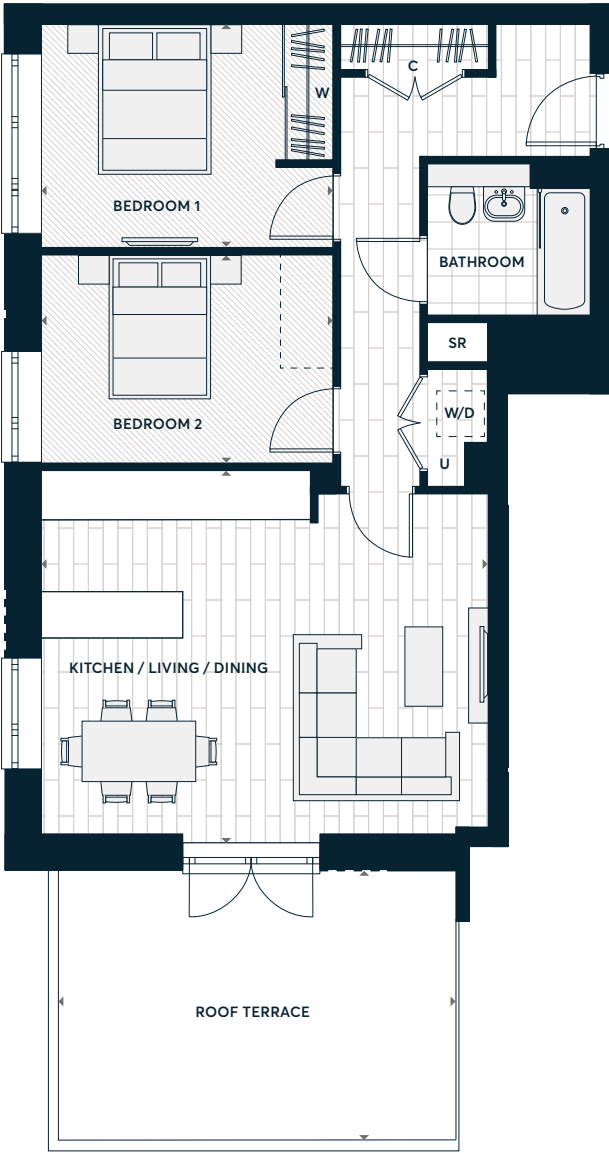 C
W
BEDROOM 1
BATHROOM
SR
W/D
BEDROOM 2
U
KITCHEN / LIVING / DINING
ROOF TERRACE